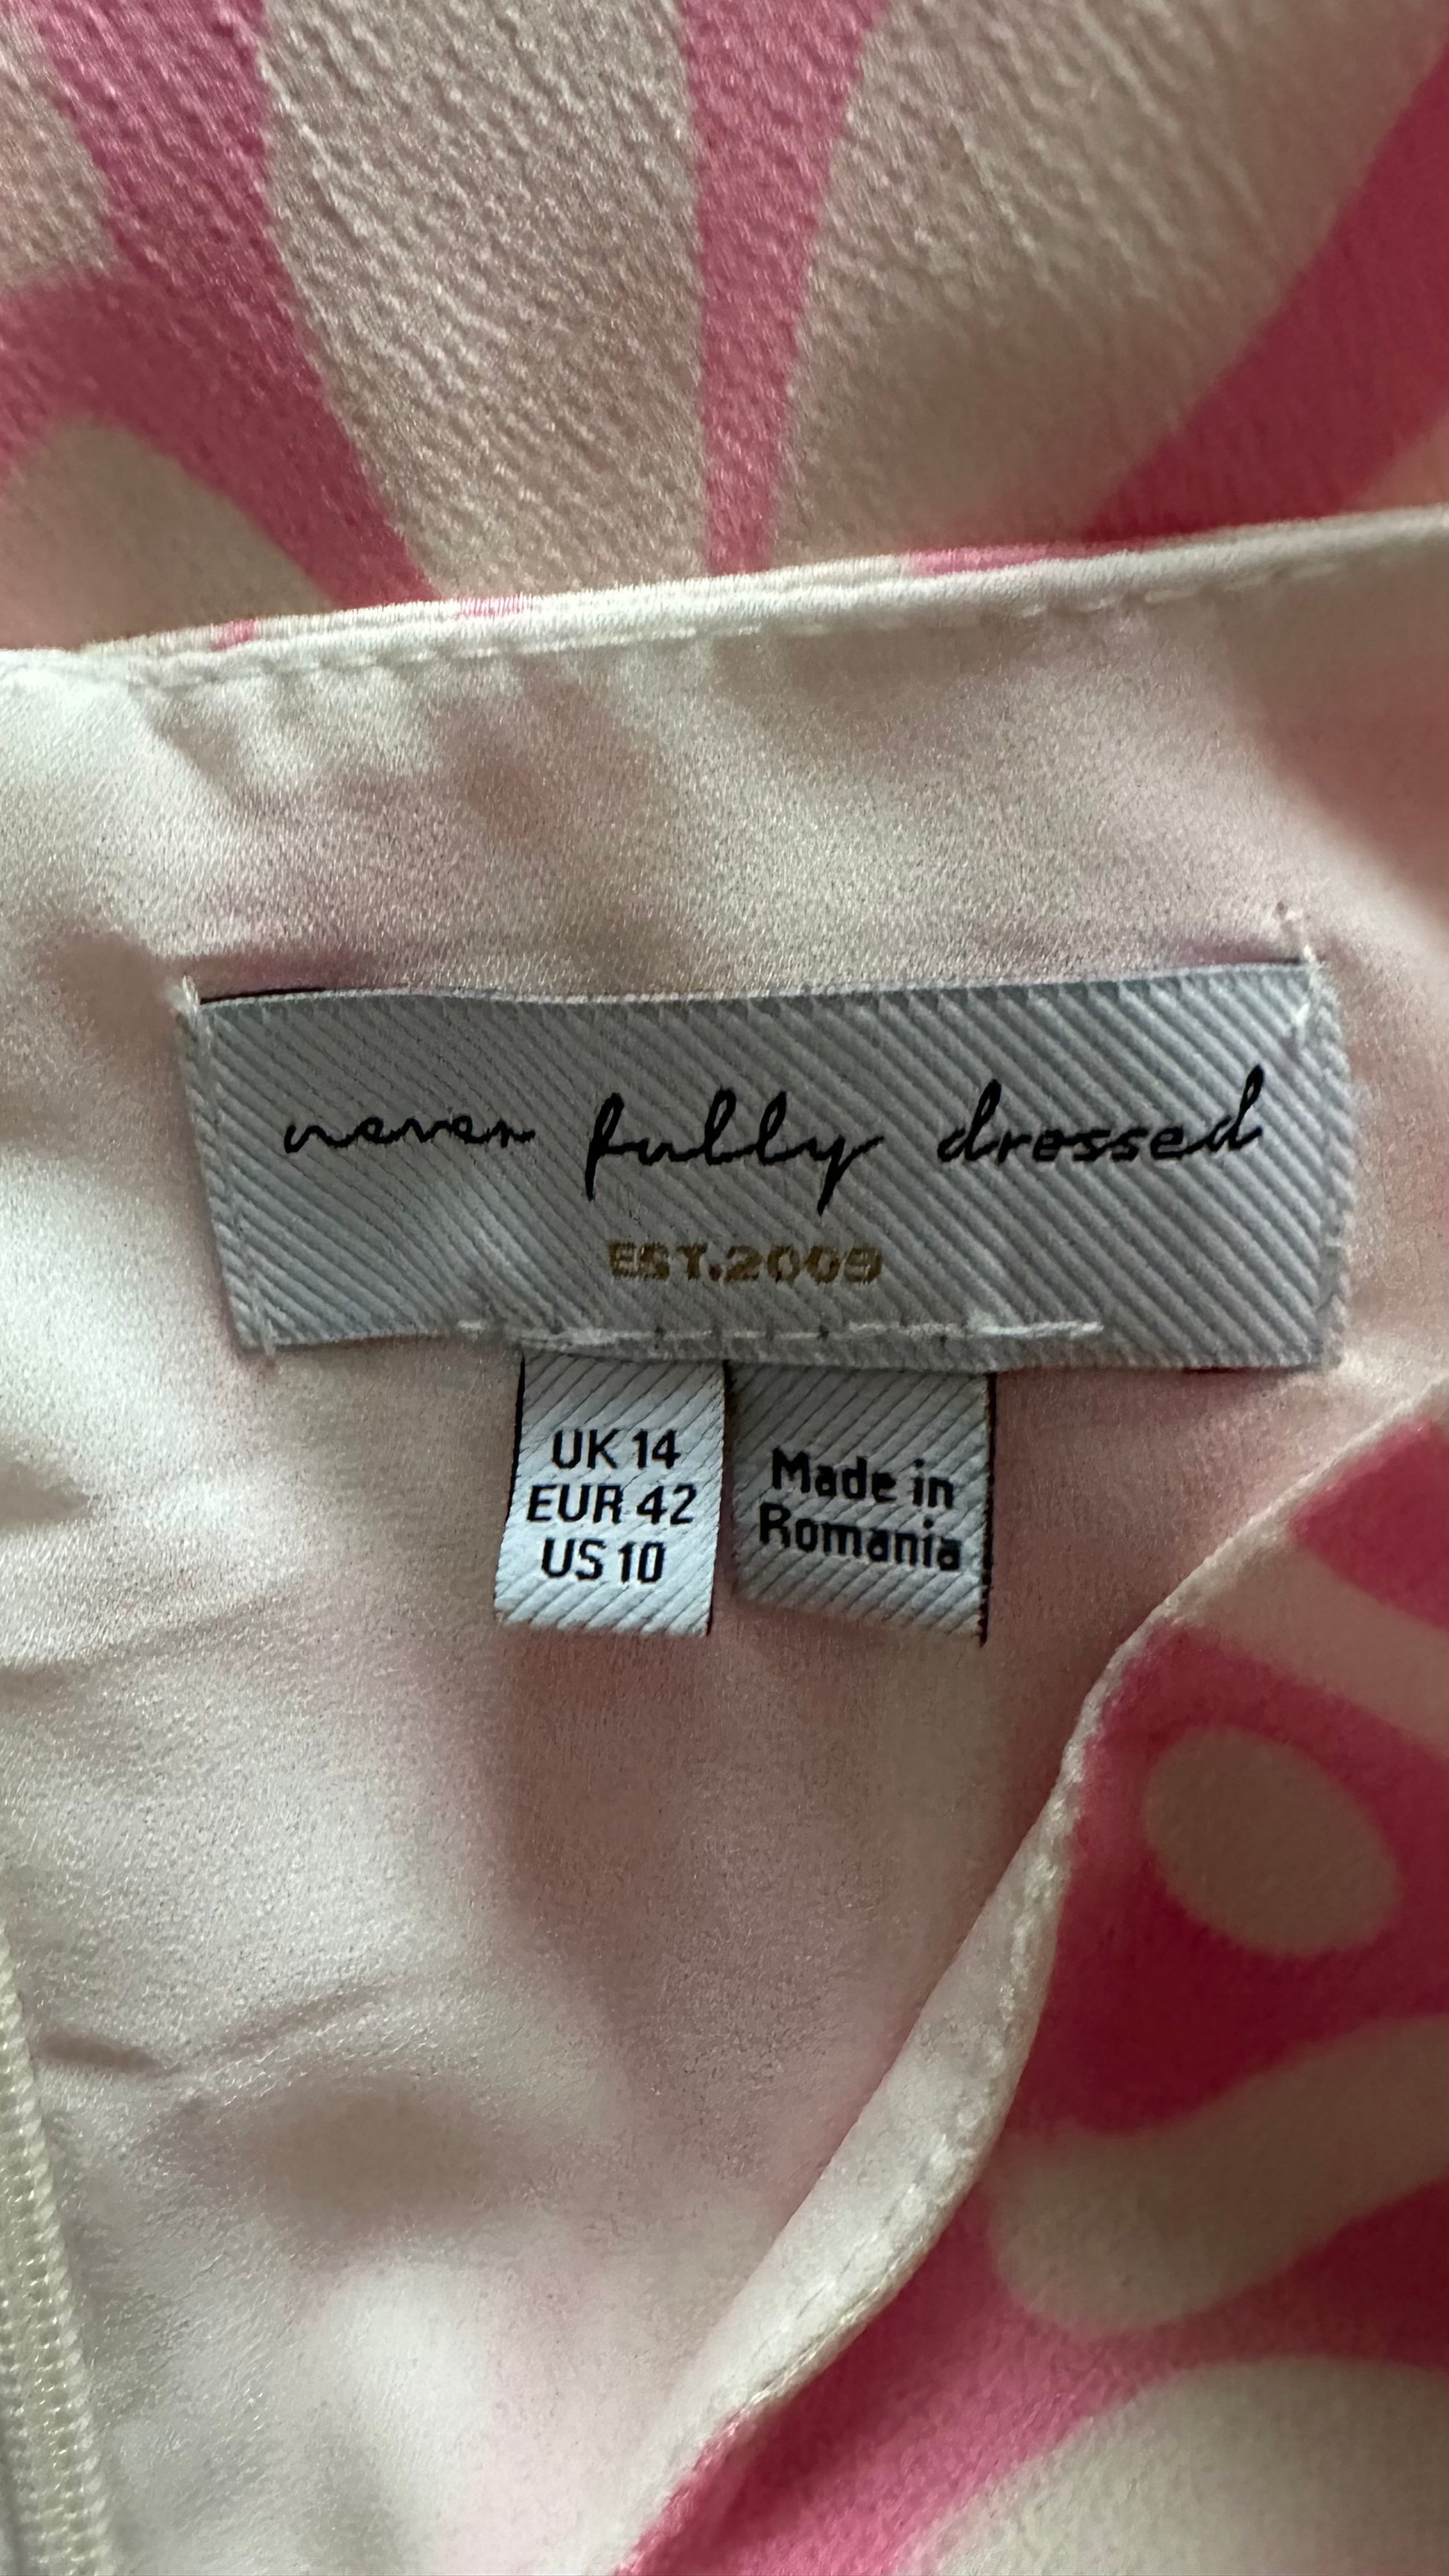 never fully dressed
EST.2009
UK 14
EUR 42
US 10
Made in
Romania